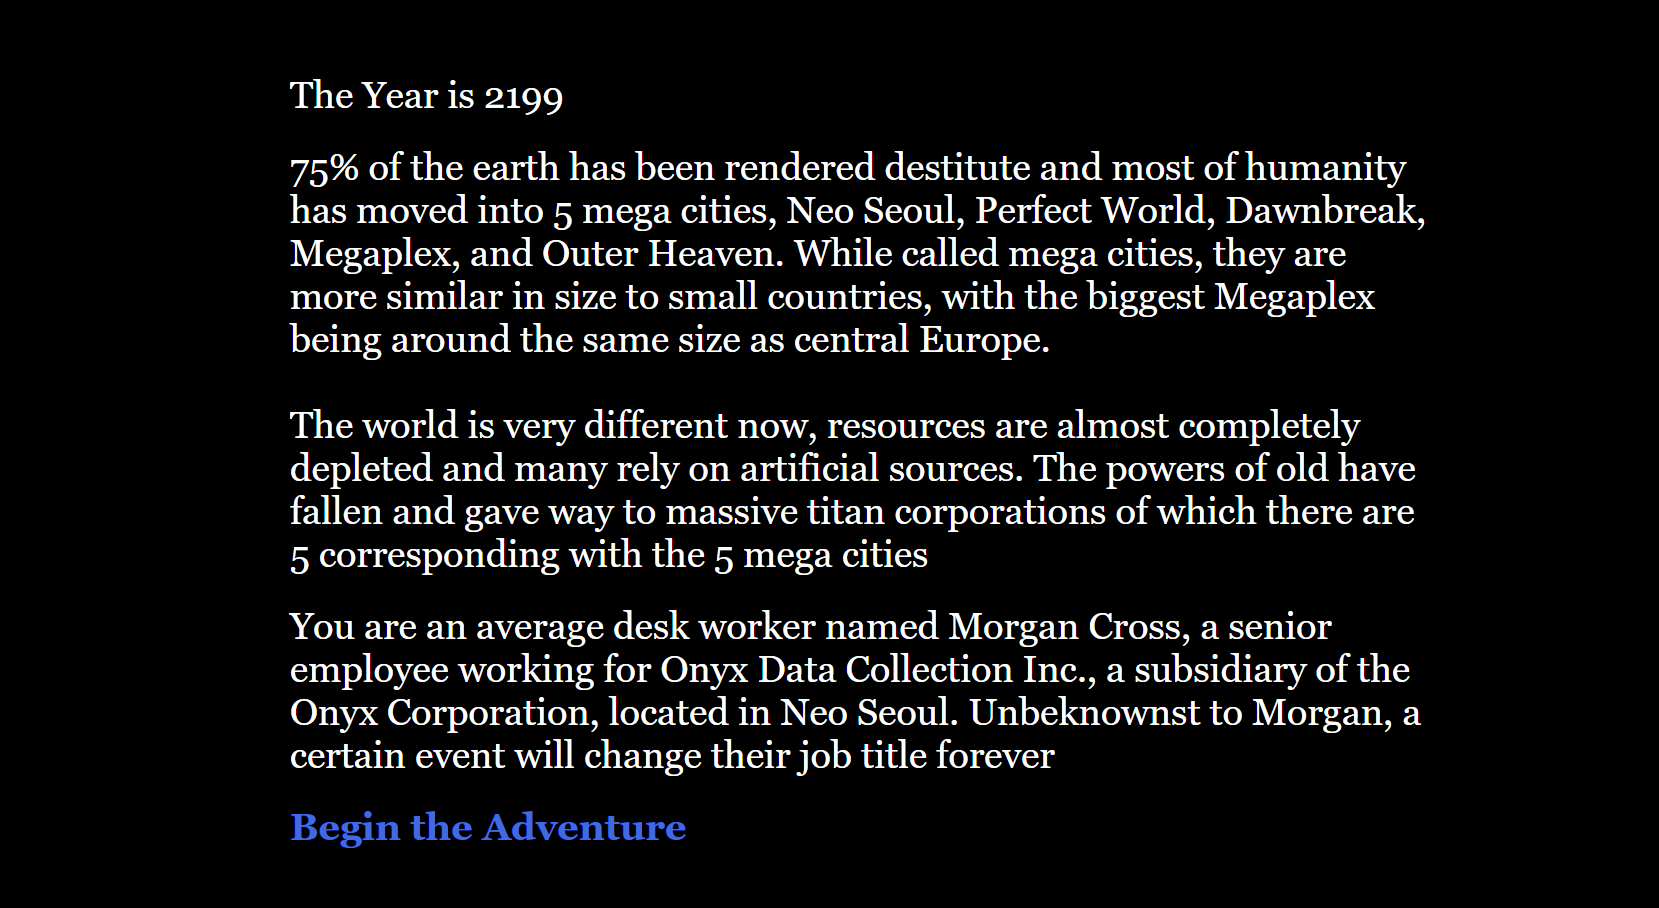 The Year is 2199
75% of the earth has been rendered destitute and most of humanity
has moved into 5 mega cities, Neo Seoul, Perfect World, Dawnbreak,
Megaplex, and Outer Heaven. While called mega cities, they are
more similar in size to small countries, with the biggest Megaplex
being around the same size as central Europe.
The world is very different now, resources are almost completely
depleted and many rely on artificial sources. The powers of old have
fallen and gave way to massive titan corporations of which there are
5 corresponding with the 5 mega cities
You are an average desk worker named Morgan Cross, a senior
employee working for Onyx Data Collection Inc., a subsidiary of the
Onyx Corporation, located in Neo Seoul. Unbeknownst to Morgan, a
certain event will change their job title forever
Begin the Adventure